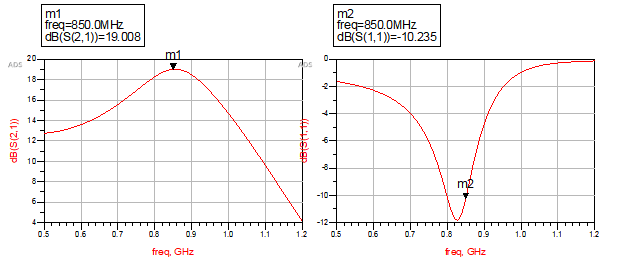 m1
freq=850.0MHz
dB(S(2,1))=19.008
m2
freq=850.0MHz
dB(S(1,1))=-10.235
ADS
20
18
16
14
12
10
8
6
4
dB(S(2,1))
m1
0.5 0.6 0.7 0.8 0.9 1.0 1.1 1.2
freq, GHz
ADS
0
-2
-4
-6
-8
-10
-12
dB(S(1,1))
m2
0.5 0.6 0.7 0.8 0.9 1.0 1.1 1.2
freq, GHz